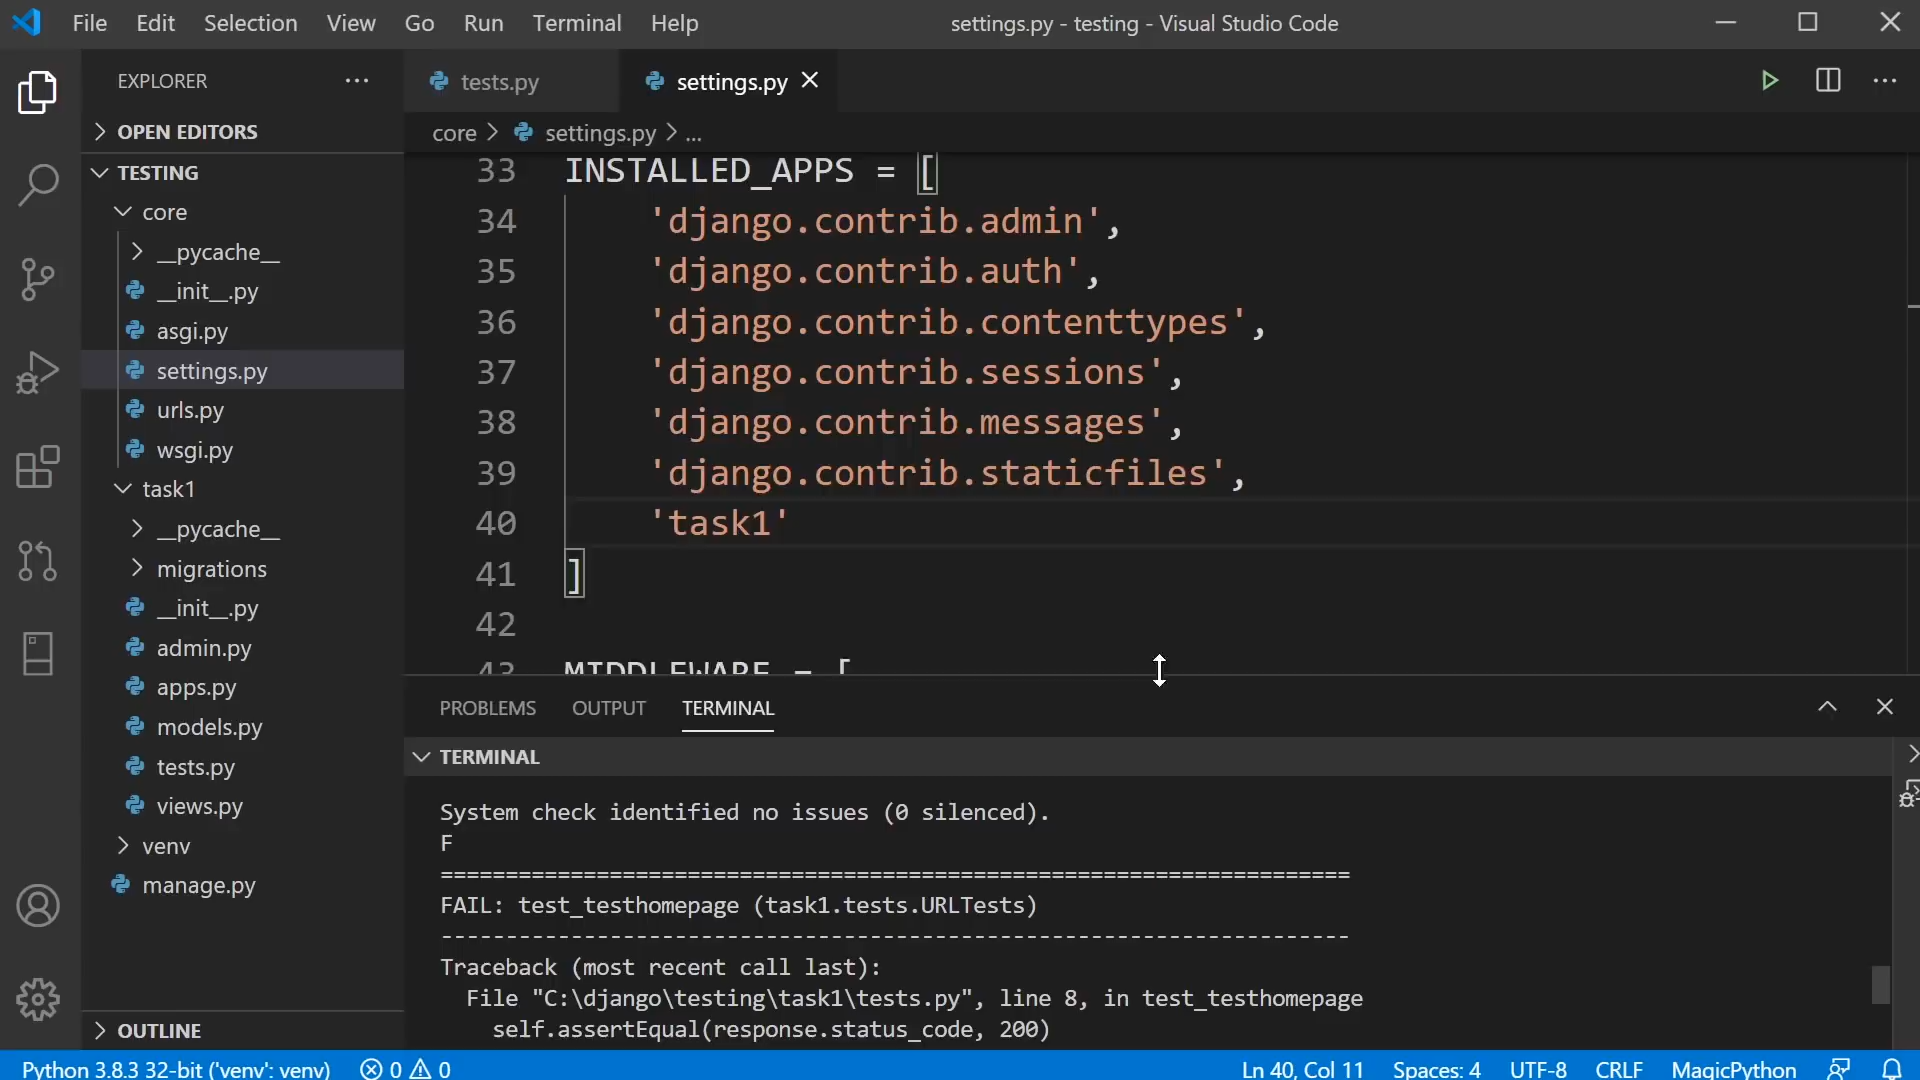 File Edit Selection View Go Run Terminal Help
settings.py - testing - Visual Studio Code
EXPLORER
OPEN EDITORS
TESTING
core
__pycache__
__init__.py
asgi.py
settings.py
urls.py
wsgi.py
task1
__pycache__
migrations
__init__.py
admin.py
apps.py
models.py
tests.py
views.py
venv
manage.py
OUTLINE
tests.py settings.py
core > settings.py > ...
33 INSTALLED_APPS = [
34 'django.contrib.admin',
35 'django.contrib.auth',
36 'django.contrib.contenttypes',
37 'django.contrib.sessions',
38 'django.contrib.messages',
39 'django.contrib.staticfiles',
40 'task1'
41 ]
42
43 MIDDLEWARE = [
PROBLEMS OUTPUT TERMINAL
TERMINAL
System check identified no issues (0 silenced).
F
======================================================================
FAIL: test_testhomepage (task1.tests.URLTests)
----------------------------------------------------------------------
Traceback (most recent call last):
File "C:\django\testing\task1\tests.py", line 8, in test_testhomepage
self.assertEqual(response.status_code, 200)
Python 3.8.3 32-bit ('venv': venv) 0 0 Ln 40, Col 11 Spaces: 4 UTF-8 CRLF MagicPython